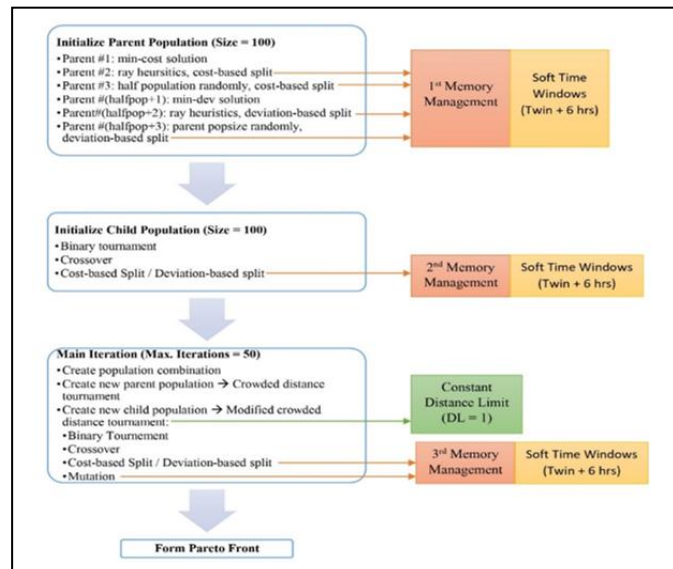 Initialize Parent Population (Size = 100)
•Parent #1: min-cost solution
•Parent #2: ray heursitics, cost-based split
•Parent #3: half population randomly, cost-based split
•Parent #(halfpop+1): min-dev solution
•Parent#(halfpop+2): ray heuristics, deviation-based split
•Parent #(halfpop+3): parent popsize randomly,
deviation-based split
1st Memory
Management
Soft Time
Windows
(Twin + 6 hrs)
Initialize Child Population (Size = 100)
•Binary tournament
•Crossover
•Cost-based Split / Deviation-based split
2nd Memory
Management
Soft Time Windows
(Twin + 6 hrs)
Main Iteration (Max. Iterations = 50)
•Create population combination
•Create new parent population → Crowded distance
tournament
•Create new child population → Modified crowded
distance tournament:
•Binary Tournement
•Crossover
•Cost-based Split / Deviation-based split
•Mutation
Constant
Distance Limit
(DL = 1)
3rd Memory
Management
Soft Time Windows
(Twin + 6 hrs)
Form Pareto Front